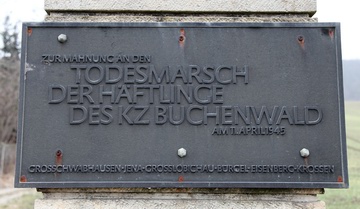 ZUR MAHNUNG AN DEN
TODESMARSCH
DER HÄFTLINGE
DES KZ BUCHENWALD
AM 11. APRIL 1945
GROSSCHWABHAUSEN·JENA·GROSSLÖBICHAU·BÜRGEL·EISENBERG·KROSSEN